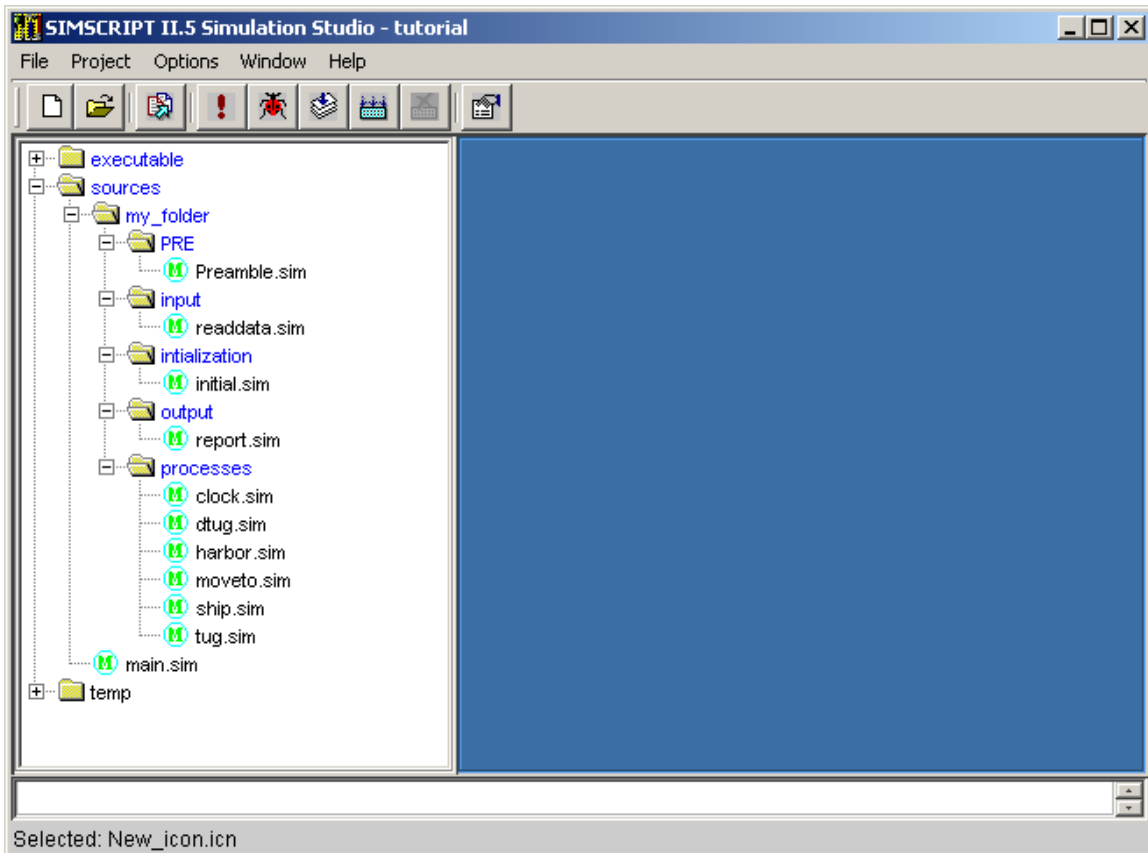 SIMSCRIPT II.5 Simulation Studio - tutorial
File Project Options Window Help
executable
sources
my_folder
PRE
M Preamble.sim
input
M readdata.sim
intialization
M initial.sim
output
M report.sim
processes
M clock.sim
M dtug.sim
M harbor.sim
M moveto.sim
M ship.sim
M tug.sim
M main.sim
temp
Selected: New_icon.icn